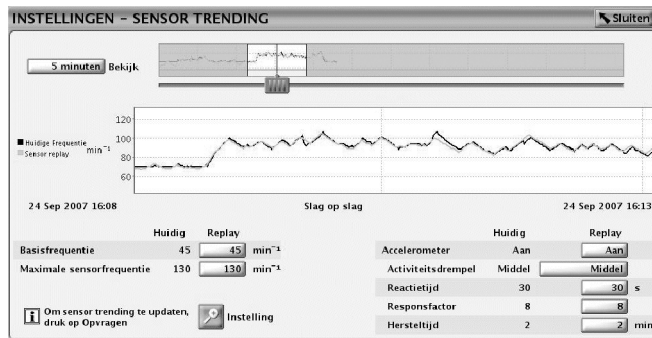 INSTELLINGEN - SENSOR TRENDING
Sluiten
5 minuten Bekijk
120
100
80
60
min⁻¹
Huidige Frequentie
Sensor replay
24 Sep 2007 16:08
Slag op slag
24 Sep 2007 16:13
Huidig Replay
Basisfrequentie 45 45 min⁻¹
Maximale sensorfrequentie 130 130 min⁻¹
Om sensor trending te updaten,
druk op Opvragen
Instelling
Huidig Replay
Accelerometer Aan Aan
Activiteitsdrempel Middel Middel
Reactietijd 30 30 s
Responsfactor 8 8
Hersteltijd 2 2 min